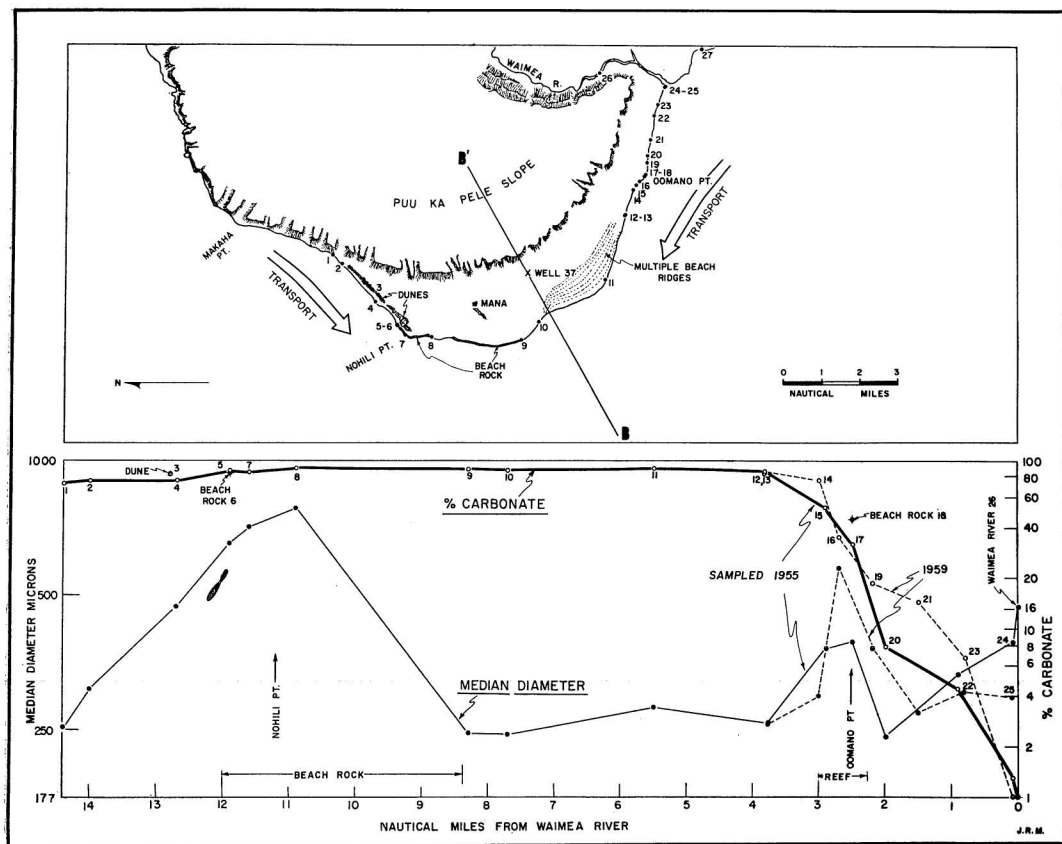 WAIMEA
R.
26
27
24-25
23
22
21
20
19
17-18
OOMANO PT.
16
15
14
12-13
TRANSPORT
B'
PUU KA PELE SLOPE
MAKAHA
PT.
TRANSPORT
1
2
3
DUNES
4
5-6
7
NOHILI PT.
8
BEACH
ROCK
9
10
11
MANA
X WELL 37
MULTIPLE BEACH
RIDGES
B
N
0 1 2 3
NAUTICAL MILES
1000
500
250
177
MEDIAN DIAMETER MICRONS
DUNE 3
1 2 4 5 7 8 9 10 11 12,13 14
BEACH
ROCK 6
% CARBONATE
15
16
17
BEACH ROCK 18
SAMPLED 1955
1959
19
20
21
22
23
24
25
WAIMEA RIVER 26
NOHILI PT.
MEDIAN DIAMETER
OOMANO PT
BEACH ROCK
REEF
100
80
60
40
20
16
10
8
6
4
2
1
% CARBONATE
14 13 12 11 10 9 8 7 6 5 4 3 2 1 0
NAUTICAL MILES FROM WAIMEA RIVER
J.R.M.